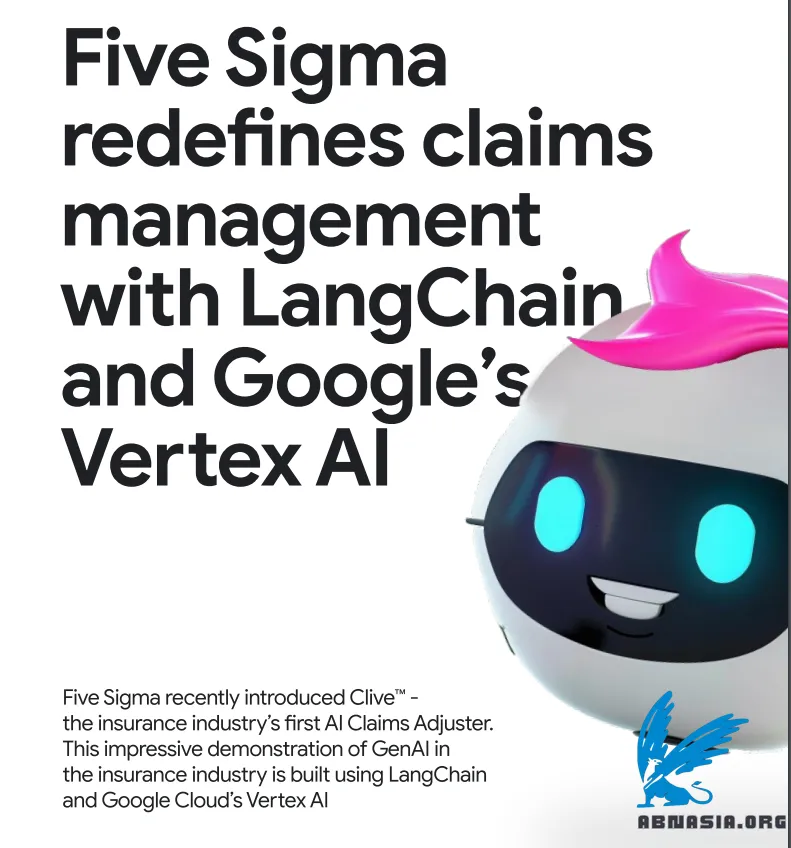 Five Sigma
redefines claims
management
with LangChain
and Google’s
Vertex AI
Five Sigma recently introduced Clive™ -
the insurance industry’s first AI Claims Adjuster.
This impressive demonstration of GenAI in
the insurance industry is built using LangChain
and Google Cloud’s Vertex AI
ABNASIA.ORG